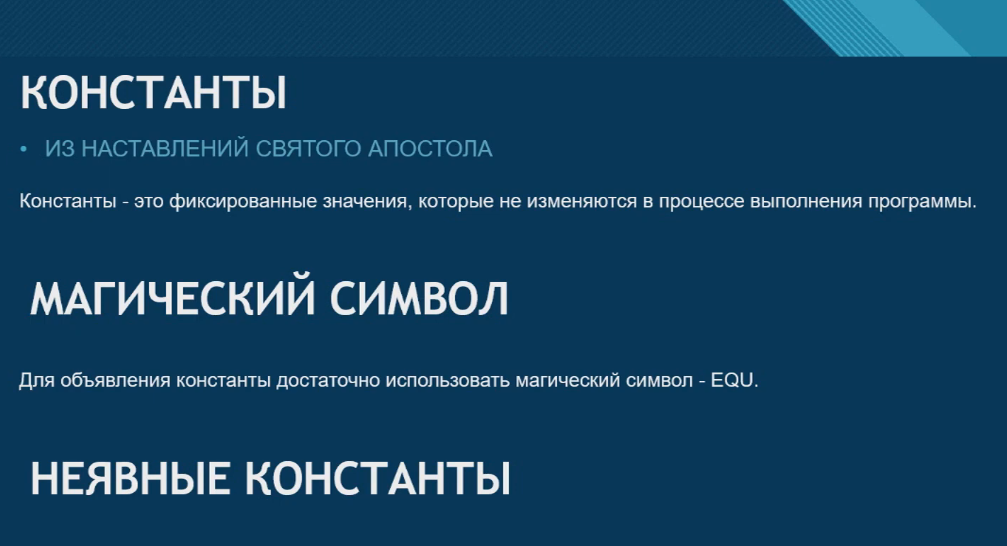 КОНСТАНТЫ
• ИЗ НАСТАВЛЕНИЙ СВЯТОГО АПОСТОЛА
Константы - это фиксированные значения, которые не изменяются в процессе выполнения программы.
МАГИЧЕСКИЙ СИМВОЛ
Для объявления константы достаточно использовать магический символ - EQU.
НЕЯВНЫЕ КОНСТАНТЫ